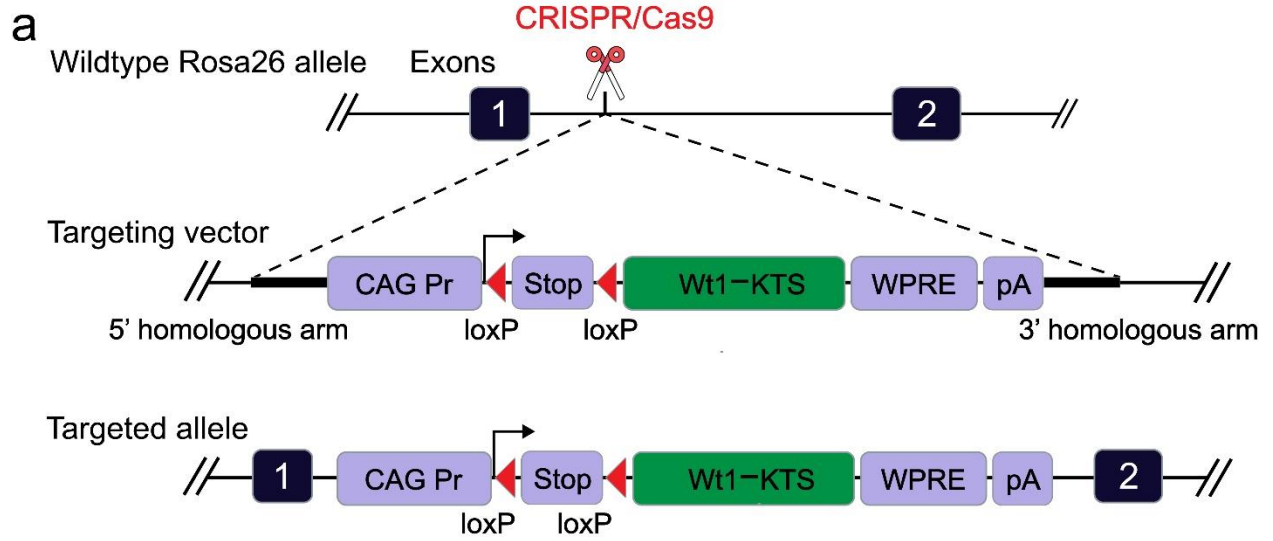 a
CRISPR/Cas9
Wildtype Rosa26 allele Exons
1 2
Targeting vector
CAG Pr Stop Wt1−KTS WPRE pA
5’ homologous arm loxP loxP 3’ homologous arm
Targeted allele
1 CAG Pr Stop Wt1−KTS WPRE pA 2
loxP loxP